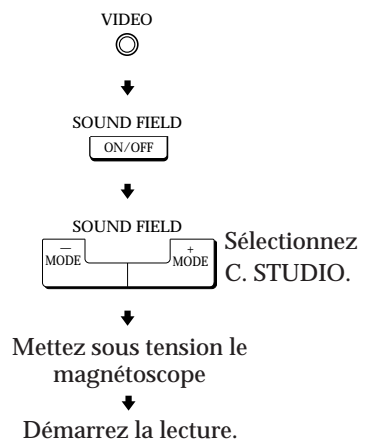 VIDEO
SOUND FIELD
ON/OFF
SOUND FIELD
– MODE + MODE
Sélectionnez
C. STUDIO.
Mettez sous tension le
magnétoscope
Démarrez la lecture.